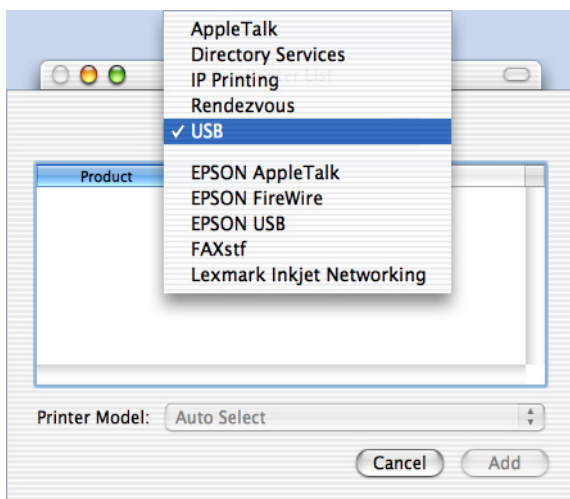 AppleTalk
Directory Services
IP Printing
Rendezvous
✓ USB
EPSON AppleTalk
EPSON FireWire
EPSON USB
FAXstf
Lexmark Inkjet Networking
Product
Printer Model: Auto Select
Cancel Add